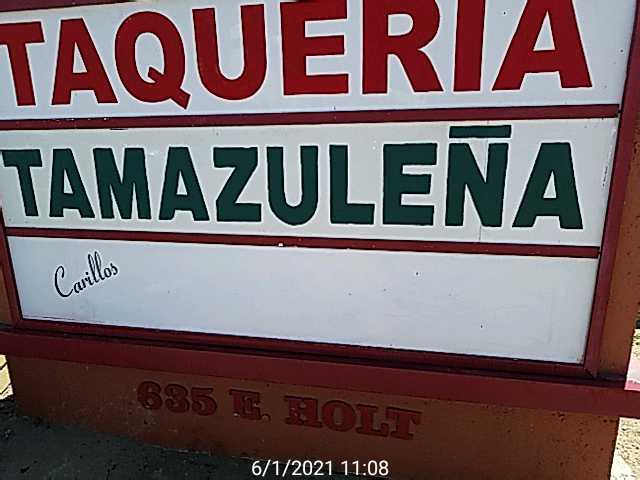 TAQUERIA
TAMAZULEÑA
Carillos
635 E. HOLT
6/1/2021 11:08